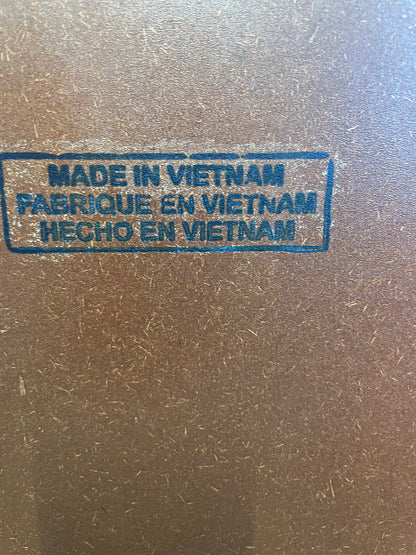 MADE IN VIETNAM
FABRIQUE EN VIETNAM
HECHO EN VIETNAM